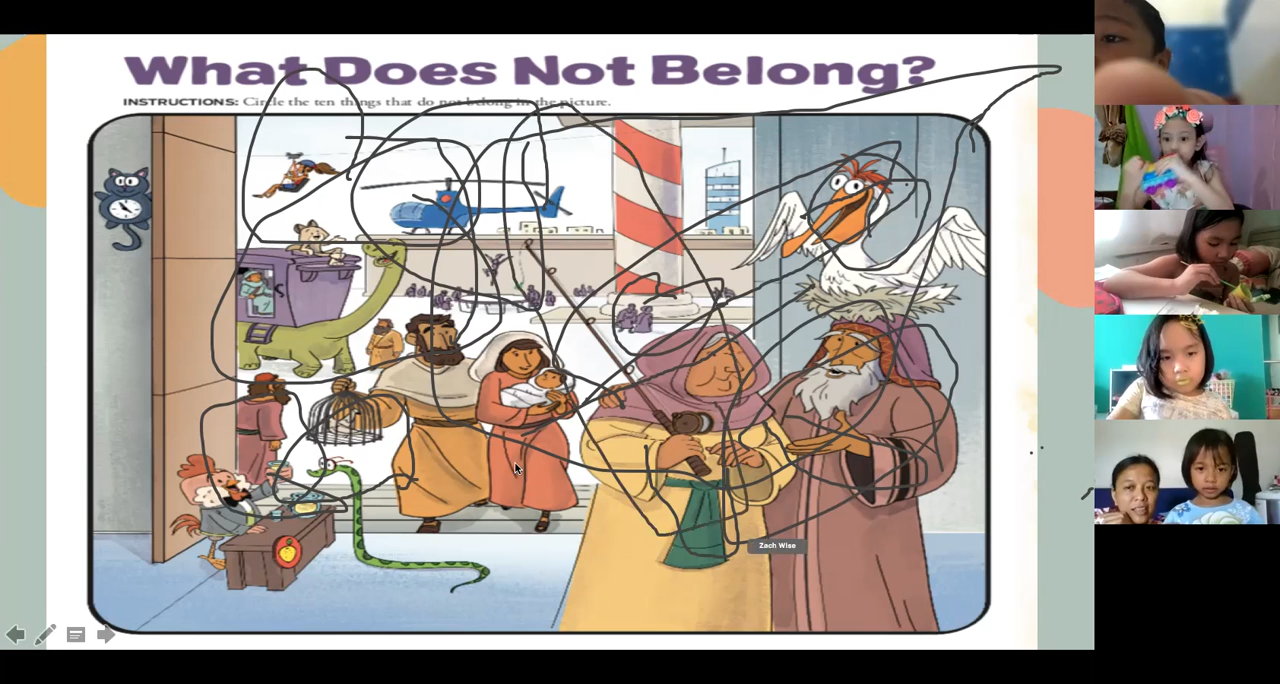 What Does Not Belong?
INSTRUCTIONS: Circle the ten things that do not belong in the picture.
Zach Wise